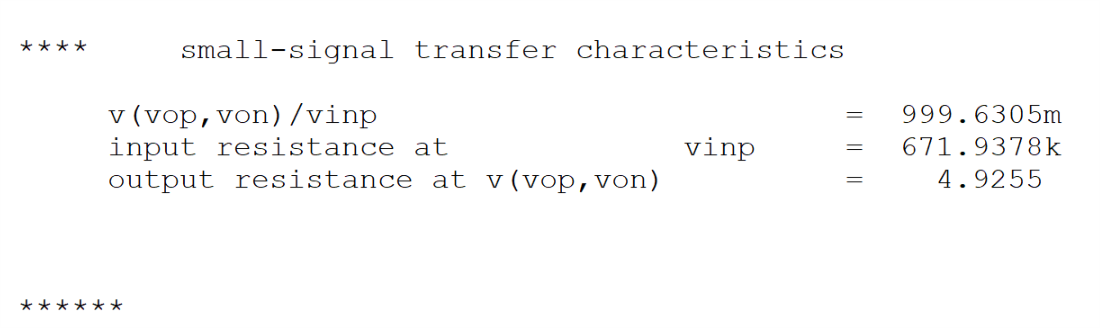 **** small-signal transfer characteristics
v(vop,von)/vinp = 999.6305m
input resistance at vinp = 671.9378k
output resistance at v(vop,von) = 4.9255
******